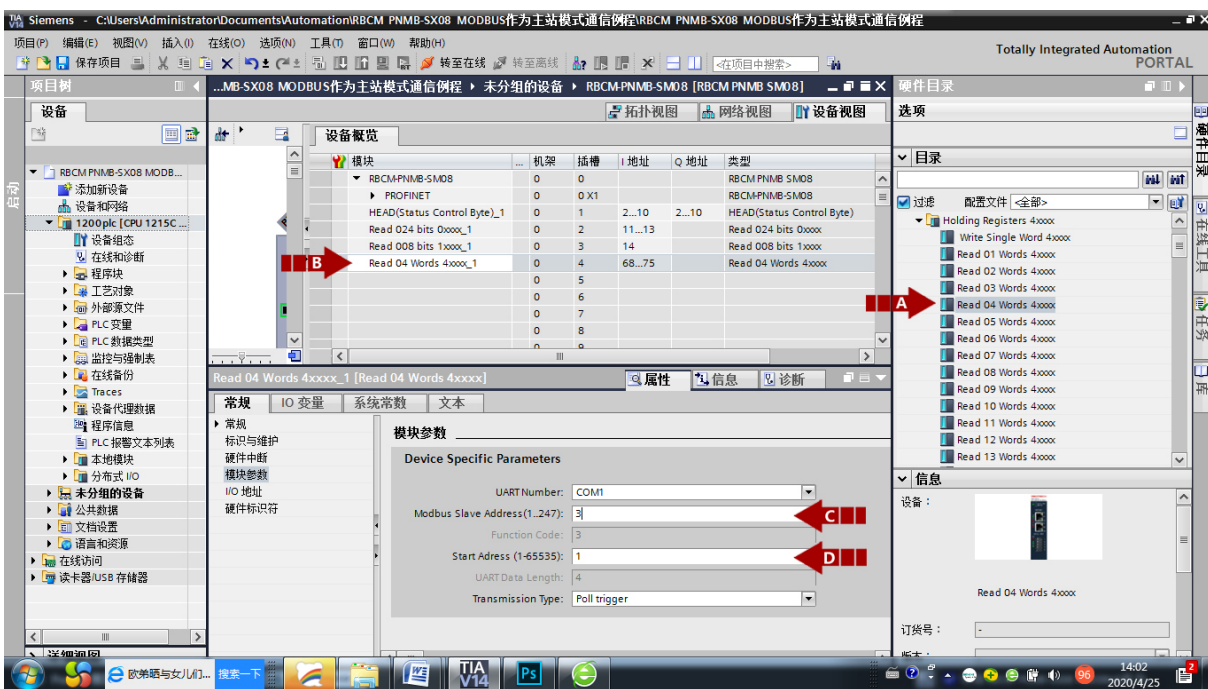 Siemens - C:\Users\Administrator\Documents\Automation\RBCM PNMB-SX08 MODBUS作为主站模式通信例程\RBCM PNMB-SX08 MODBUS作为主站模式通信例程
项目(P) 编辑(E) 视图(V) 插入(I) 在线(O) 选项(N) 工具(T) 窗口(W) 帮助(H)
Totally Integrated Automation
PORTAL
保存项目 转至在线 转至离线 <在项目中搜索>
项目树
...MB-SX08 MODBUS作为主站模式通信例程 未分组的设备 RBCM-PNMB-SM08 [RBCM PNMB SM08]
硬件目录
设备
拓扑视图 网络视图 设备视图
选项
设备概览
模块 ... 机架 插槽 I 地址 Q 地址 类型
RBCM-PNMB-SM08 0 0 RBCM PNMB SM08
PROFINET 0 0 X1 RBCM-PNMB-SM08
HEAD(Status Control Byte)_1 0 1 2...10 2...10 HEAD(Status Control Byte)
Read 024 bits 0xxxx_1 0 2 11...13 Read 024 bits 0xxxx
Read 008 bits 1xxxx_1 0 3 14 Read 008 bits 1xxxx
B Read 04 Words 4xxxx_1 0 4 68...75 Read 04 Words 4xxxx
0 5
0 6
0 7
0 8
0 9
RBCM PNMB-SX08 MODB...
添加新设备
设备和网络
1200plc [CPU 1215C ...
设备组态
在线和诊断
程序块
工艺对象
外部源文件
PLC 变量
PLC 数据类型
监控与强制表
在线备份
Traces
设备代理数据
程序信息
PLC 报警文本列表
本地模块
分布式 I/O
未分组的设备
公共数据
文档设置
语言和资源
在线访问
读卡器/USB 存储器
详细视图
启动
Read 04 Words 4xxxx_1 [Read 04 Words 4xxxx]
属性 信息 诊断
常规 IO 变量 系统常数 文本
常规
标识与维护
硬件中断
模块参数
I/O 地址
硬件标识符
模块参数
Device Specific Parameters
UART Number: COM1
Modbus Slave Address(1..247): 3 C
Function Code: 3
Start Adress (1-65535): 1 D
UART Data Length: 4
Transmission Type: Poll trigger
目录
过滤 配置文件 <全部>
Holding Registers 4xxxx
Write Single Word 4xxxx
Read 01 Words 4xxxx
Read 02 Words 4xxxx
Read 03 Words 4xxxx
A Read 04 Words 4xxxx
Read 05 Words 4xxxx
Read 06 Words 4xxxx
Read 07 Words 4xxxx
Read 08 Words 4xxxx
Read 09 Words 4xxxx
Read 10 Words 4xxxx
Read 11 Words 4xxxx
Read 12 Words 4xxxx
Read 13 Words 4xxxx
信息
设备：
Read 04 Words 4xxxx
订货号： -
版本：
硬件目录
在线工具
任务
库
欧弟晒与女儿们... 搜索一下
TIA V14
Ps
96
14:02
2020/4/25
2